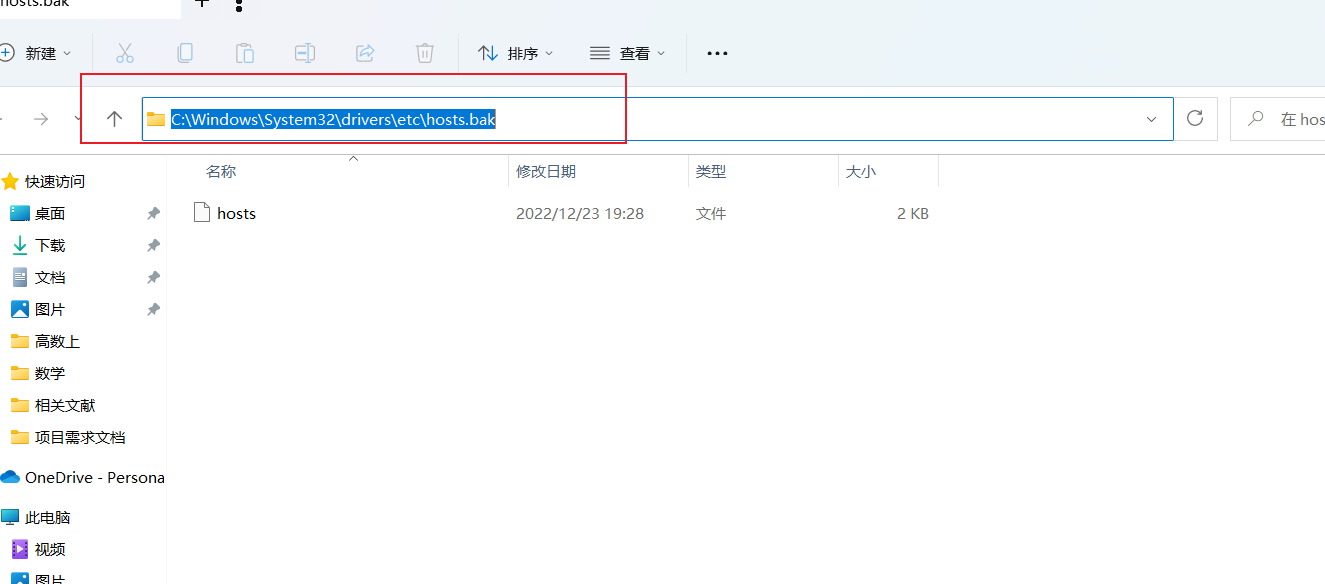 hosts.bak
新建
排序
查看
C:\Windows\System32\drivers\etc\hosts.bak
在 hos
名称 修改日期 类型 大小
快速访问
hosts 2022/12/23 19:28 文件 2 KB
桌面
下载
文档
图片
高数上
数学
相关文献
项目需求文档
OneDrive - Persona
此电脑
视频
图片